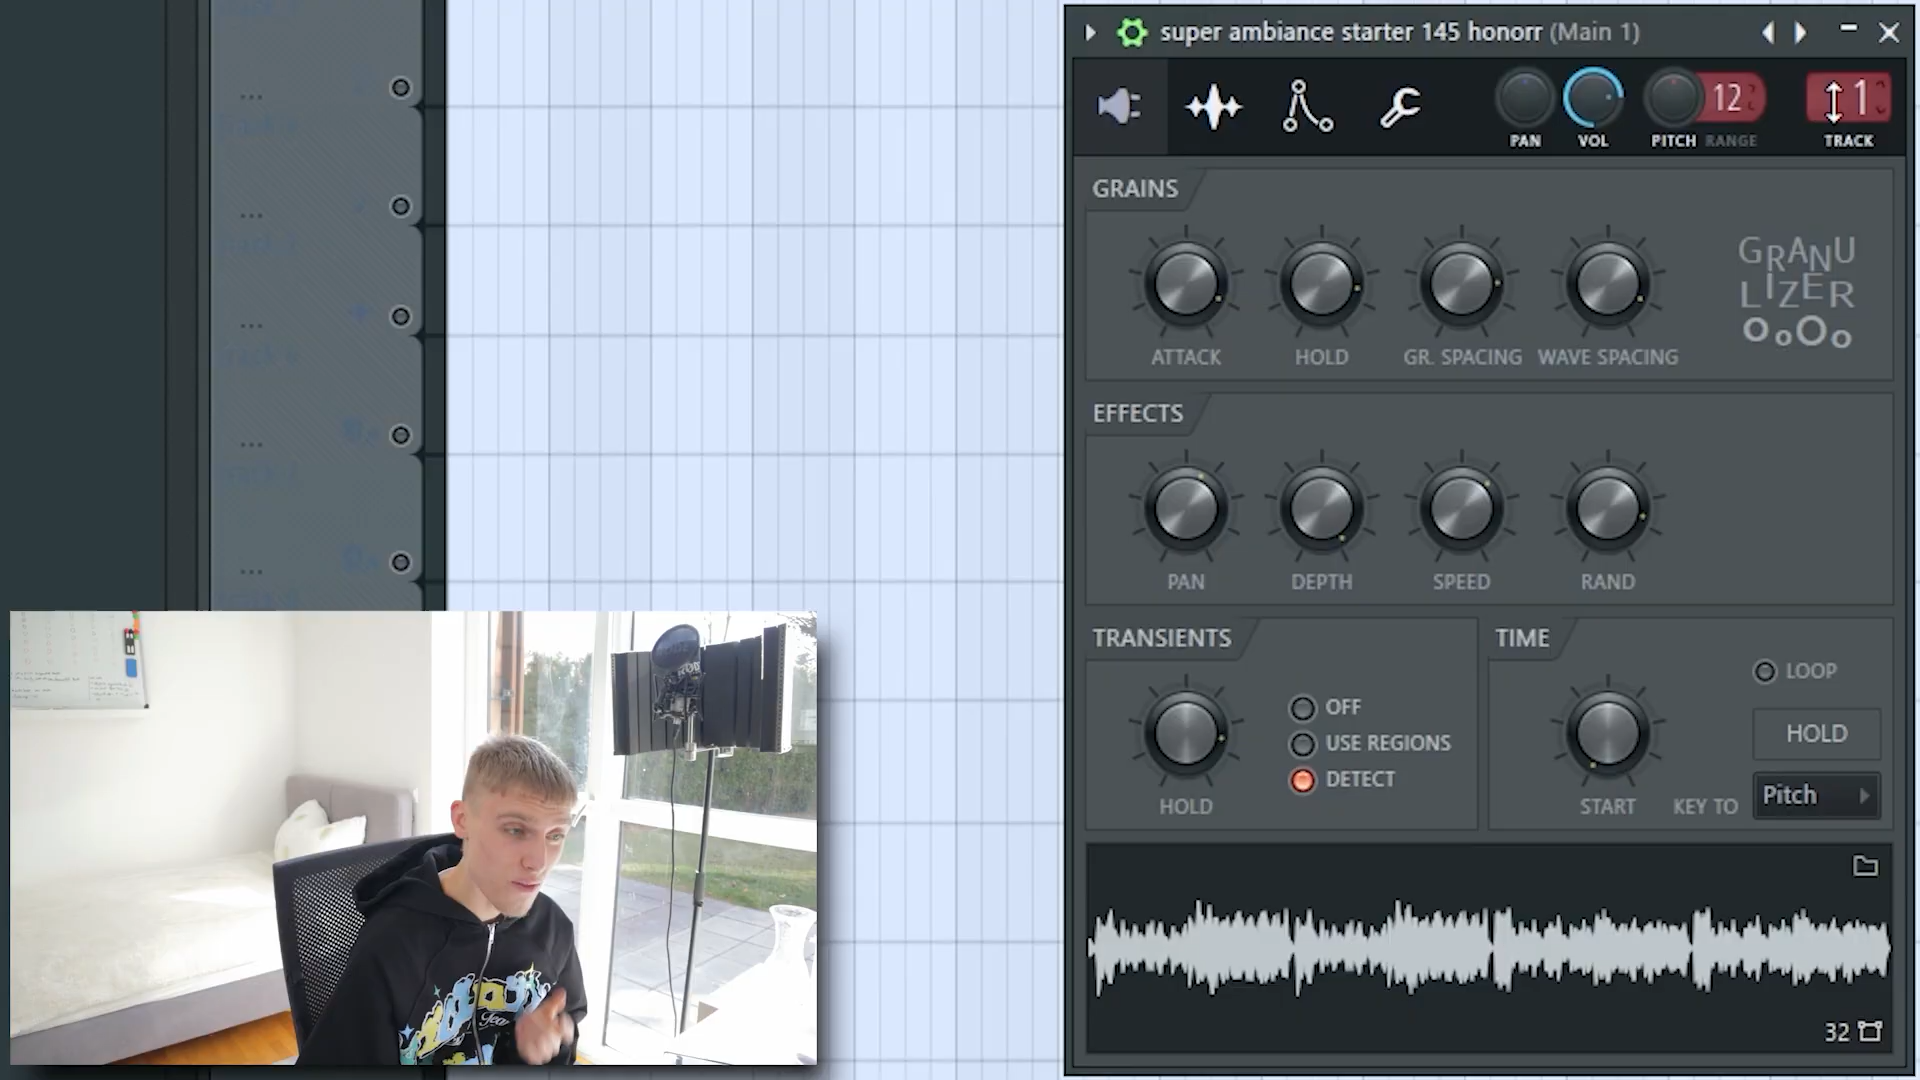 super ambiance starter 145 honorr (Main 1)
12
1
PAN
VOL
PITCH RANGE
TRACK
GRAINS
GRANU
LIZER
ATTACK
HOLD
GR. SPACING
WAVE SPACING
EFFECTS
PAN
DEPTH
SPEED
RAND
TRANSIENTS
TIME
LOOP
OFF
USE REGIONS
HOLD
DETECT
Pitch
HOLD
START
KEY TO
32